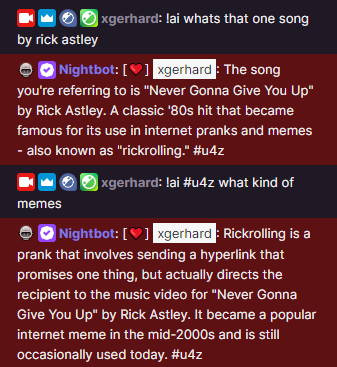 xgerhard: !ai whats that one song
by rick astley
Nightbot: [❤️] xgerhard: The song
you're referring to is "Never Gonna Give You Up"
by Rick Astley. A classic '80s hit that became
famous for its use in internet pranks and memes
- also known as "rickrolling." #u4z
xgerhard: !ai #u4z what kind of
memes
Nightbot: [❤️] xgerhard: Rickrolling is a
prank that involves sending a hyperlink that
promises one thing, but actually directs the
recipient to the music video for "Never Gonna
Give You Up" by Rick Astley. It became a popular
internet meme in the mid-2000s and is still
occasionally used today. #u4z